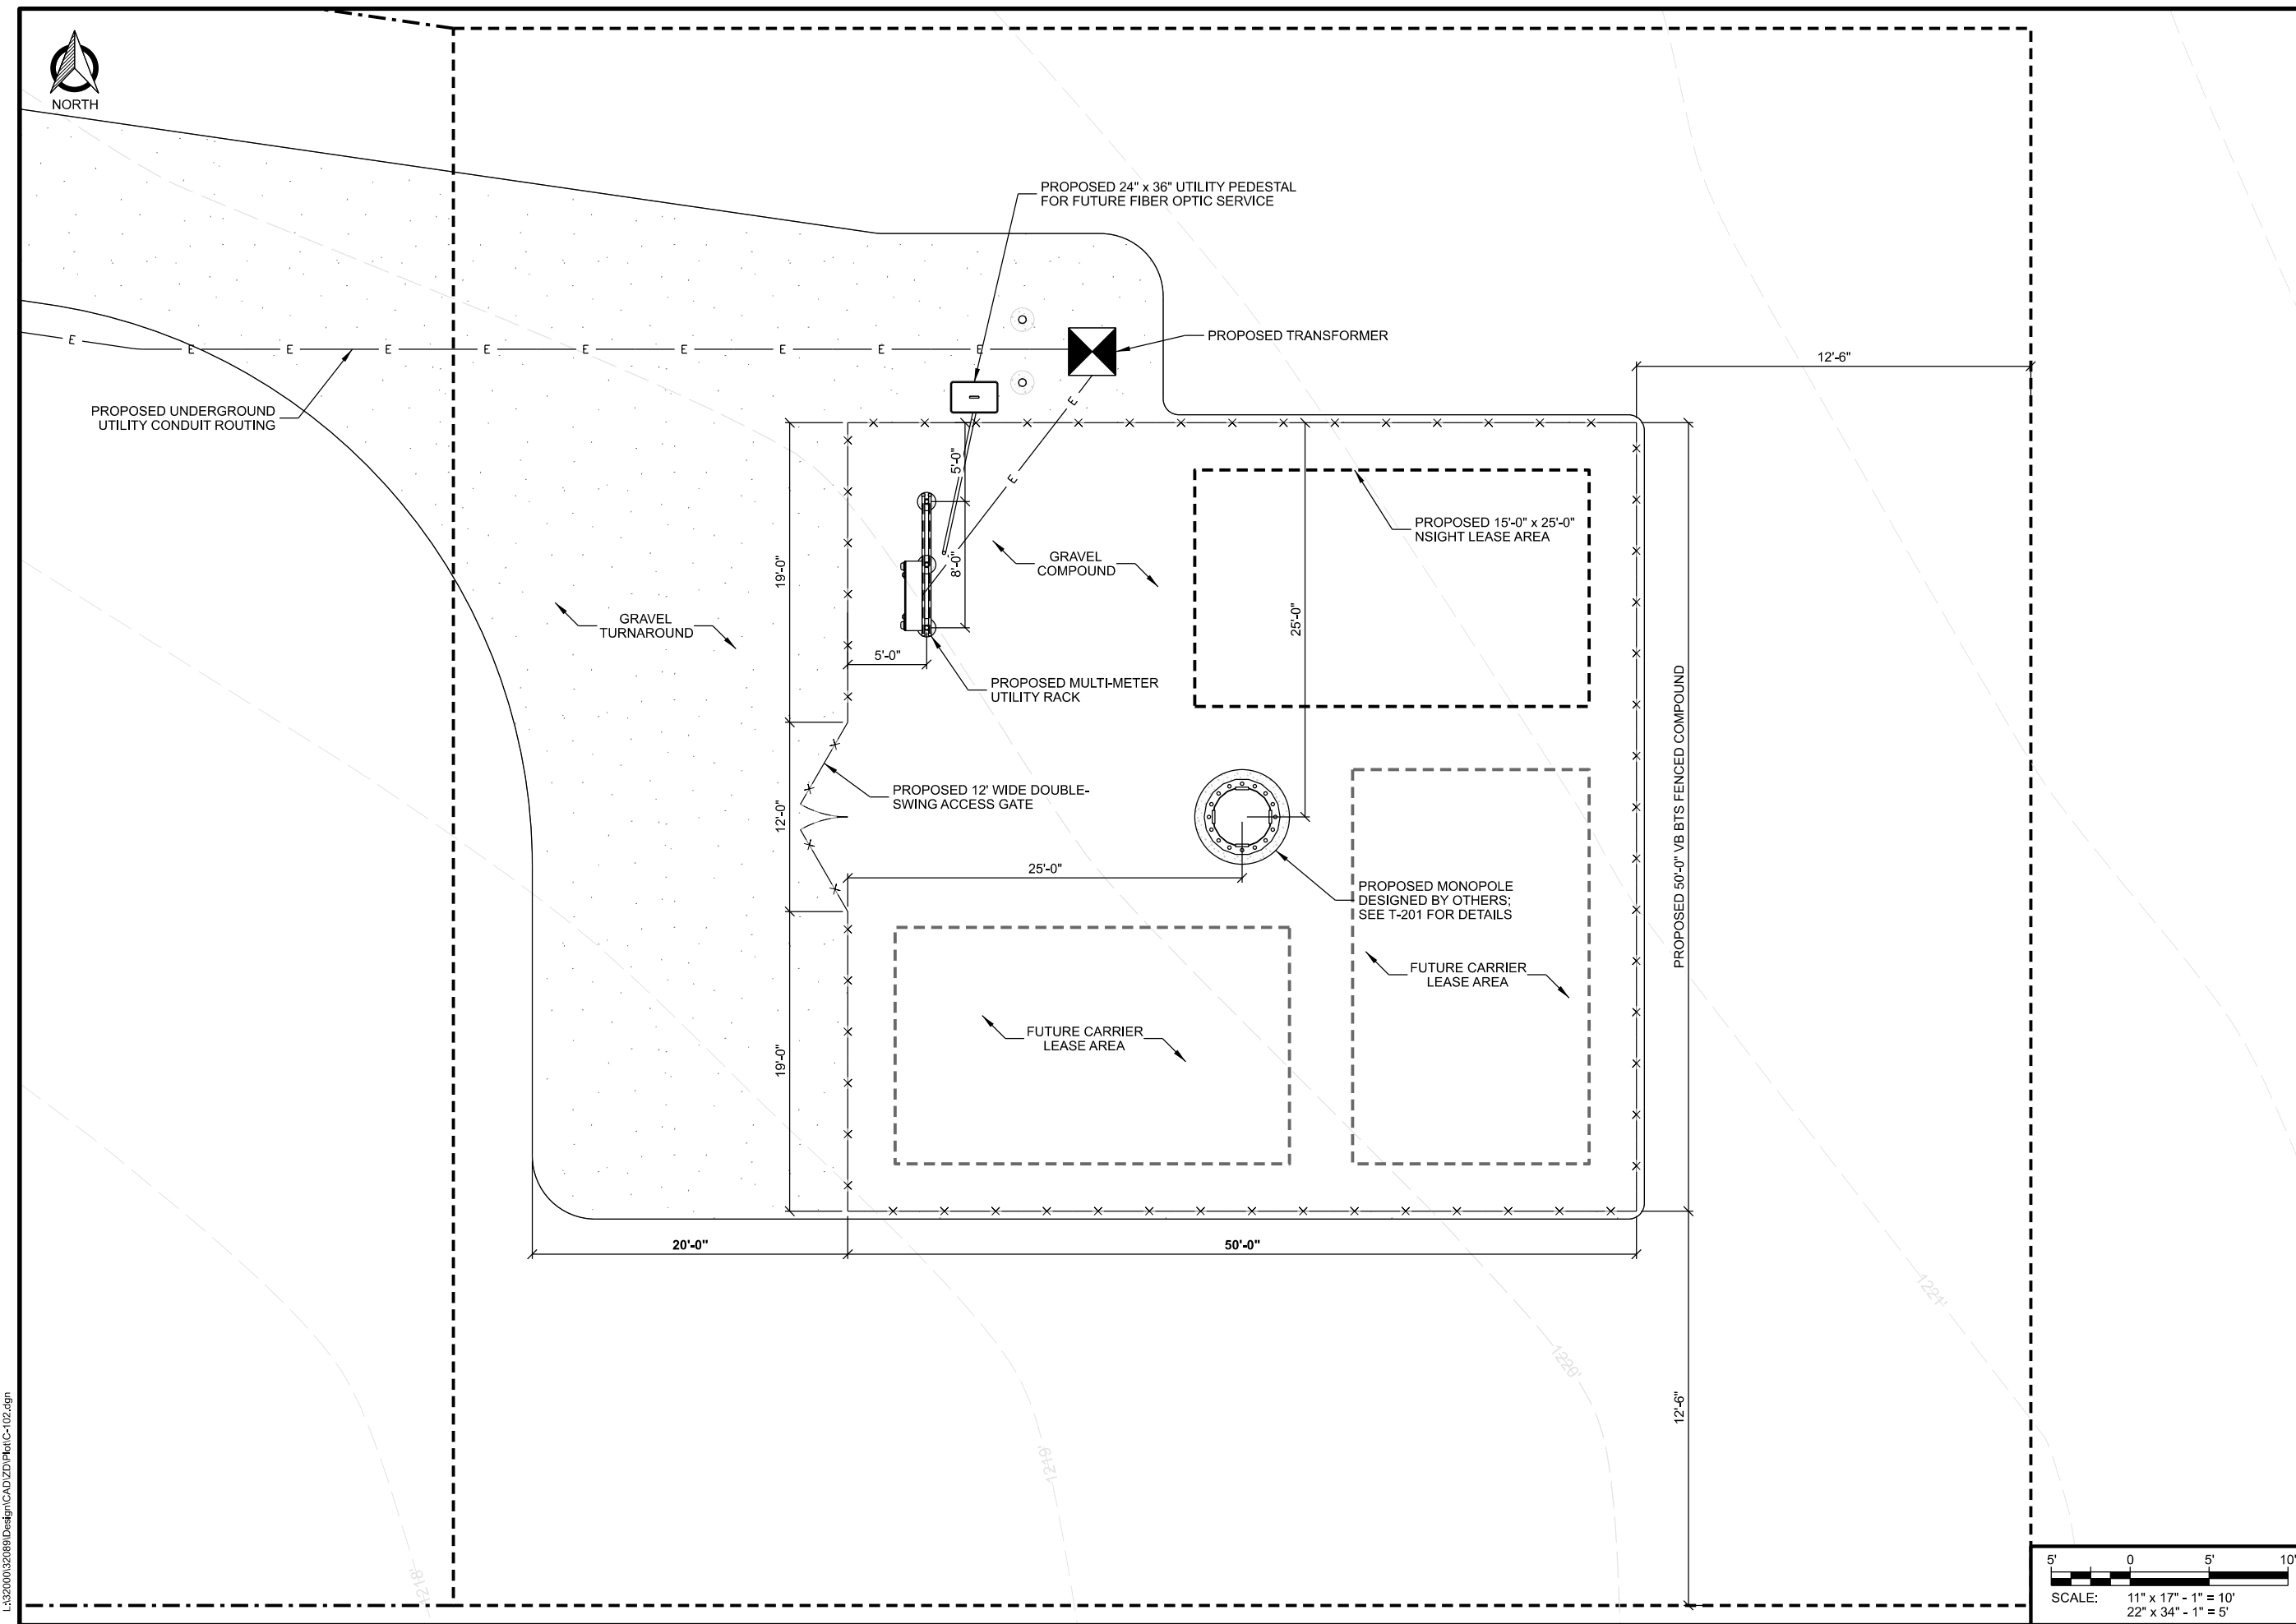 NORTH
PROPOSED 24" x 36" UTILITY PEDESTAL
FOR FUTURE FIBER OPTIC SERVICE
PROPOSED TRANSFORMER
12'-6"
E
E
E
E
E
E
E
E
E
E
PROPOSED UNDERGROUND
UTILITY CONDUIT ROUTING
E
E
5'-0"
8'-0"
19'-0"
GRAVEL
COMPOUND
PROPOSED 15'-0" x 25'-0"
NSIGHT LEASE AREA
25'-0"
GRAVEL
TURNAROUND
5'-0"
PROPOSED MULTI-METER
UTILITY RACK
PROPOSED 12' WIDE DOUBLE-
SWING ACCESS GATE
12'-0"
25'-0"
PROPOSED MONOPOLE
DESIGNED BY OTHERS;
SEE T-201 FOR DETAILS
PROPOSED 50'-0" VB BTS FENCED COMPOUND
FUTURE CARRIER
LEASE AREA
FUTURE CARRIER
LEASE AREA
19'-0"
20'-0"
50'-0"
1221'
1220'
1219'
1218'
12'-6"
5' 0 5' 10'
SCALE: 11" x 17" - 1" = 10'
22" x 34" - 1" = 5'
L:\32000\32089\Design\CAD\ZD\Plot\C-102.dgn